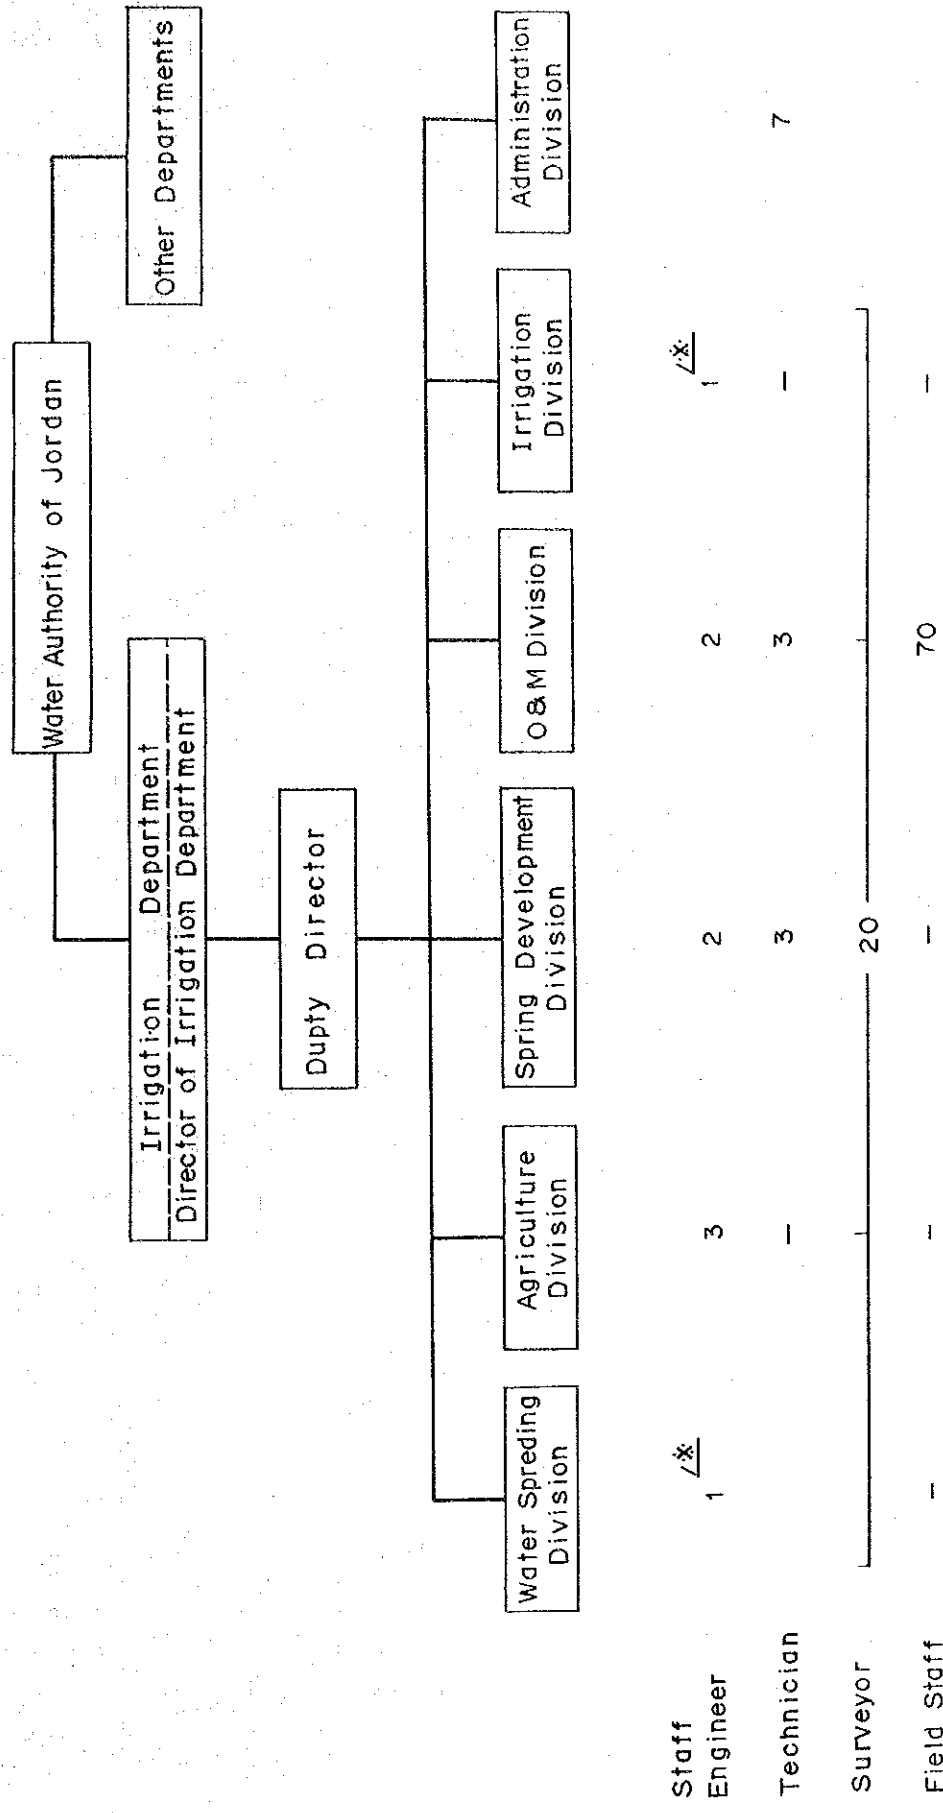 Water Authority of Jordan
Irrigation Department
Director of Irrigation Department
Other Departments
Dupty Director
Water Spreding
Division
Agriculture
Division
Spring Development
Division
O&M Division
Irrigation
Division
Administration
Division
Staff
Engineer 1 /※ 3 2 2 1 /※
Technician — 3 3 — 7
Surveyor 20
Field Staff — — — 70 —